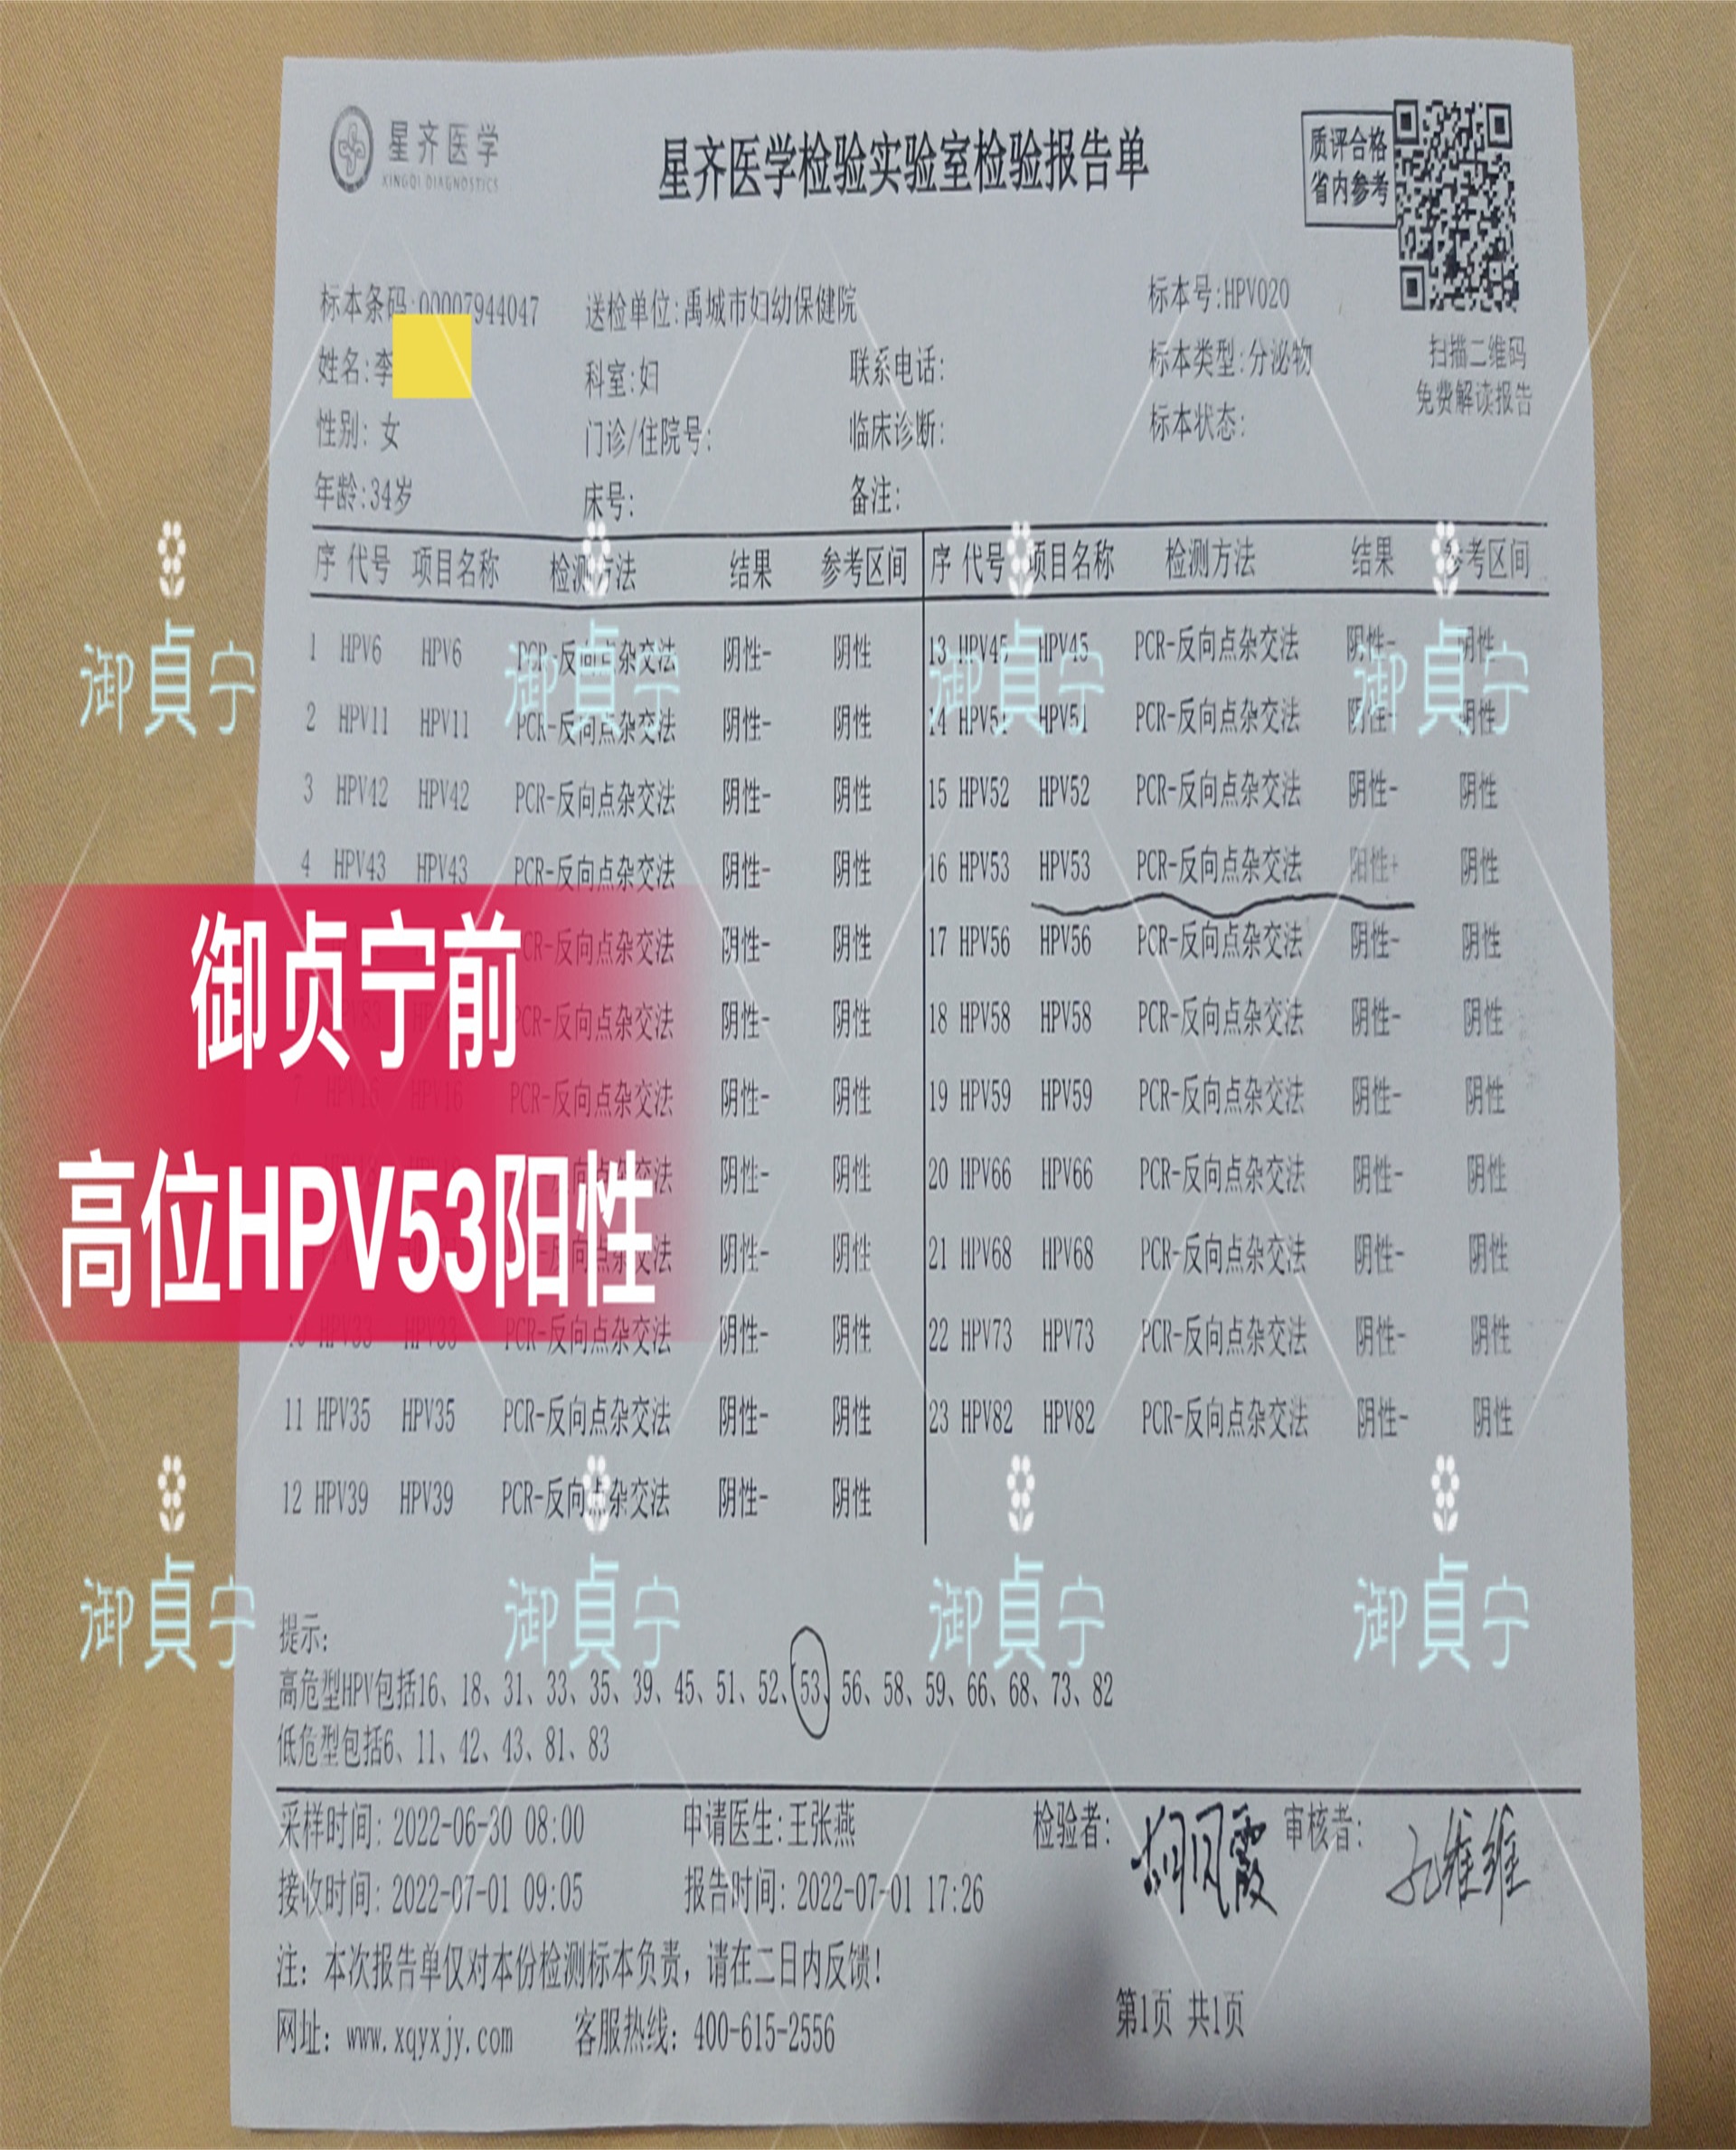 星齐医学
XINGQI DIAGNOSTICS
星齐医学检验实验室检验报告单
质评合格
省内参考
扫描二维码
免费解读报告
标本条码:00007944047 送检单位:禹城市妇幼保健院 标本号:HPV020
姓名:李 科室:妇 联系电话: 标本类型:分泌物
性别: 女 门诊/住院号: 临床诊断: 标本状态:
年龄:34岁 床号: 备注:
序 代号 项目名称 检测方法 结果 参考区间 序 代号 项目名称 检测方法 结果 参考区间
1 HPV6 HPV6 PCR-反向点杂交法 阴性- 阴性 13 HPV45 HPV45 PCR-反向点杂交法 阴性- 阴性
2 HPV11 HPV11 PCR-反向点杂交法 阴性- 阴性 14 HPV51 HPV51 PCR-反向点杂交法 阴性- 阴性
3 HPV42 HPV42 PCR-反向点杂交法 阴性- 阴性 15 HPV52 HPV52 PCR-反向点杂交法 阴性- 阴性
4 HPV43 HPV43 PCR-反向点杂交法 阴性- 阴性 16 HPV53 HPV53 PCR-反向点杂交法 阳性+ 阴性
PCR-反向点杂交法 阴性- 阴性 17 HPV56 HPV56 PCR-反向点杂交法 阴性- 阴性
PCR-反向点杂交法 阴性- 阴性 18 HPV58 HPV58 PCR-反向点杂交法 阴性- 阴性
7 HPV16 HPV16 PCR-反向点杂交法 阴性- 阴性 19 HPV59 HPV59 PCR-反向点杂交法 阴性- 阴性
阴性- 阴性 20 HPV66 HPV66 PCR-反向点杂交法 阴性- 阴性
阴性- 阴性 21 HPV68 HPV68 PCR-反向点杂交法 阴性- 阴性
10 HPV33 HPV33 PCR-反向点杂交法 阴性- 阴性 22 HPV73 HPV73 PCR-反向点杂交法 阴性- 阴性
11 HPV35 HPV35 PCR-反向点杂交法 阴性- 阴性 23 HPV82 HPV82 PCR-反向点杂交法 阴性- 阴性
12 HPV39 HPV39 PCR-反向点杂交法 阴性- 阴性
御贞宁前
高位HPV53阳性
御貞宁 御貞宁 御貞宁 御貞宁
御貞宁 御貞宁 御貞宁 御貞宁
提示:
高危型HPV包括16、18、31、33、35、39、45、51、52、53、56、58、59、66、68、73、82
低危型包括6、11、42、43、81、83
采样时间: 2022-06-30 08:00 申请医生:王张燕 检验者: 胡风霞 审核者: 孔维维
接收时间: 2022-07-01 09:05 报告时间: 2022-07-01 17:26
注: 本次报告单仅对本份检测标本负责, 请在二日内反馈!
第1页 共1页
网址: www.xqyxjy.com 客服热线: 400-615-2556